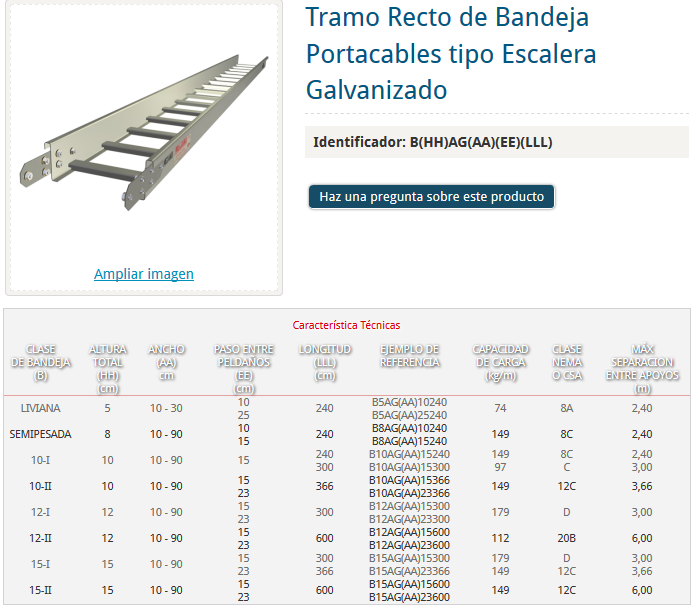 Tramo Recto de Bandeja
Portacables tipo Escalera
Galvanizado
Identificador: B(HH)AG(AA)(EE)(LLL)
Haz una pregunta sobre este producto
Ampliar imagen
Característica Técnicas
CLASE DE BANDEJA (B) ALTURA TOTAL (HH) (cm) ANCHO (AA) cm PASO ENTRE PELDAÑOS (EE) (cm) LONGITUD (LLL) (cm) EJEMPLO DE REFERENCIA CAPACIDAD DE CARGA (kg/m) CLASE NEMA O CSA MÁX SEPARACION ENTRE APOYOS (m)
LIVIANA 5 10 - 30 10 25 240 B5AG(AA)10240 B5AG(AA)25240 74 8A 2,40
SEMIPESADA 8 10 - 90 10 15 240 B8AG(AA)10240 B8AG(AA)15240 149 8C 2,40
10-I 10 10 - 90 15 240 300 B10AG(AA)15240 B10AG(AA)15300 149 97 8C C 2,40 3,00
10-II 10 10 - 90 15 23 366 B10AG(AA)15366 B10AG(AA)23366 149 12C 3,66
12-I 12 10 - 90 15 23 300 B12AG(AA)15300 B12AG(AA)23300 179 D 3,00
12-II 12 10 - 90 15 23 600 B12AG(AA)15600 B12AG(AA)23600 112 20B 6,00
15-I 15 10 - 90 15 23 300 366 B15AG(AA)15300 B15AG(AA)23366 179 149 D 12C 3,00 3,66
15-II 15 10 - 90 15 23 600 B15AG(AA)15600 B15AG(AA)23600 149 12C 6,00